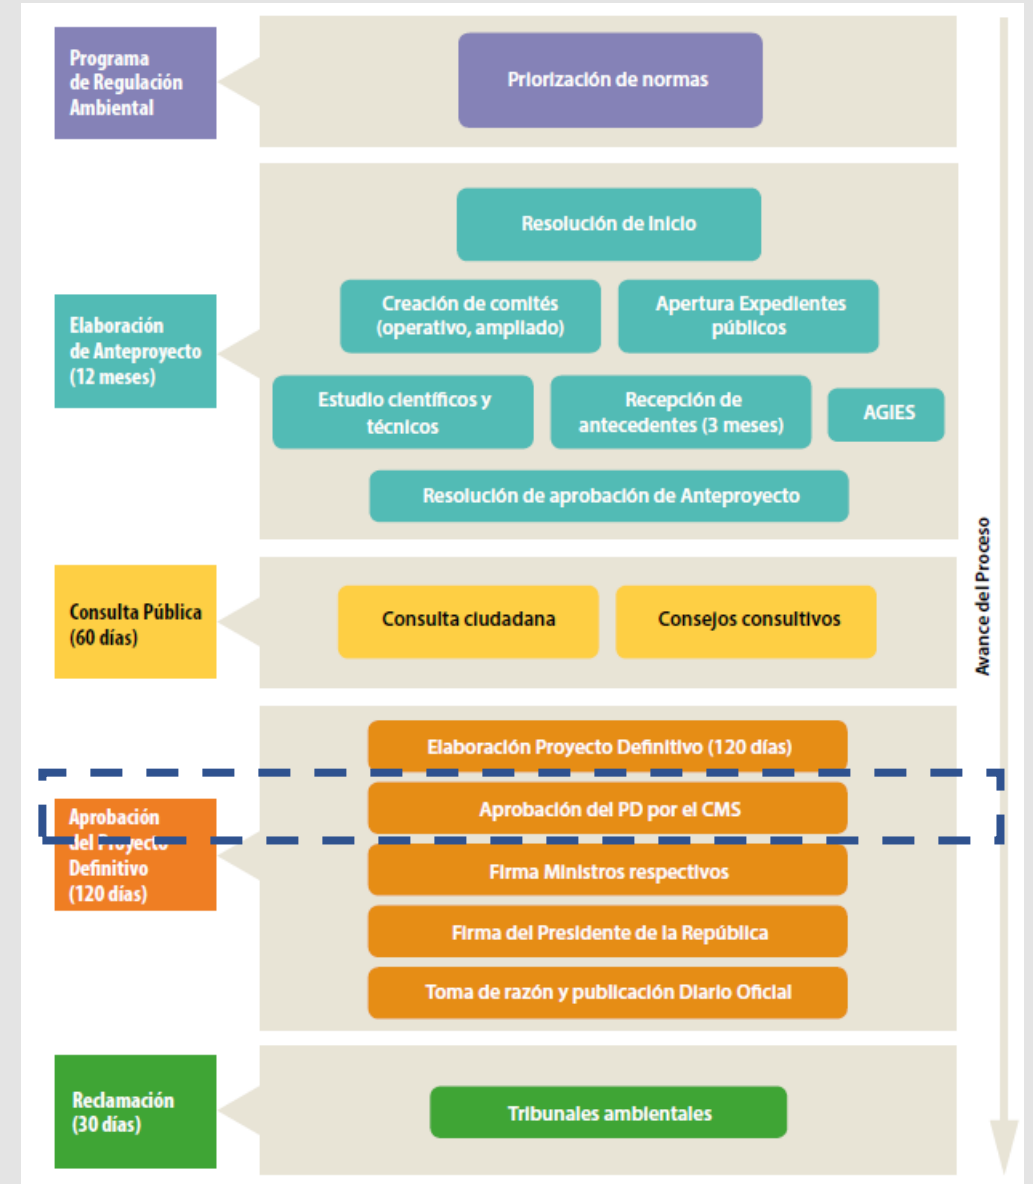 Programa
de Regulación
Ambiental
Priorización de normas
Resolución de Inicio
Creación de comités
(operativo, ampliado)
Apertura Expedientes
públicos
Elaboración
de Anteproyecto
(12 meses)
Estudio científicos y
técnicos
Recepción de
antecedentes (3 meses)
AGIES
Resolución de aprobación de Anteproyecto
Avance del Proceso
Consulta Pública
(60 días)
Consulta ciudadana
Consejos consultivos
Elaboración Proyecto Definitivo (120 días)
Aprobación
del Proyecto
Definitivo
(120 días)
Aprobación del PD por el CMS
Firma Ministros respectivos
Firma del Presidente de la República
Toma de razón y publicación Diario Oficial
Reclamación
(30 días)
Tribunales ambientales